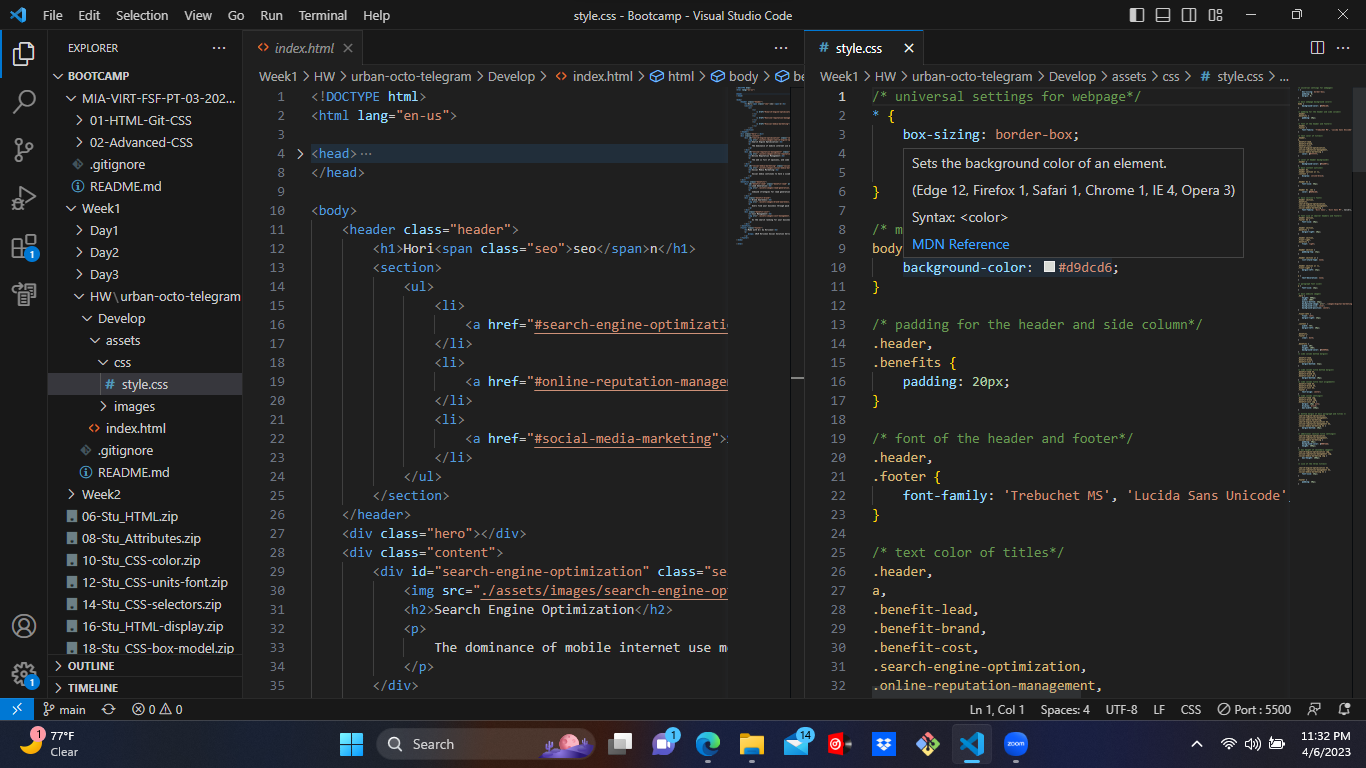 File Edit Selection View Go Run Terminal Help
style.css - Bootcamp - Visual Studio Code
EXPLORER
BOOTCAMP
MIA-VIRT-FSF-PT-03-202...
01-HTML-Git-CSS
02-Advanced-CSS
.gitignore
README.md
Week1
Day1
Day2
Day3
HW\urban-octo-telegram
Develop
assets
css
# style.css
images
<> index.html
.gitignore
README.md
Week2
06-Stu_HTML.zip
08-Stu_Attributes.zip
10-Stu_CSS-color.zip
12-Stu_CSS-units-font.zip
14-Stu_CSS-selectors.zip
16-Stu_HTML-display.zip
18-Stu_CSS-box-model.zip
OUTLINE
TIMELINE
1
1
<> index.html
Week1 > HW > urban-octo-telegram > Develop > <> index.html > html > body > be
1 <!DOCTYPE html>
2 <html lang="en-us">
3
4 <head> ...
8 </head>
9
10 <body>
11 <header class="header">
12 <h1>Hori<span class="seo">seo</span>n</h1>
13 <section>
14 <ul>
15 <li>
16 <a href="#search-engine-optimizati
17 </li>
18 <li>
19 <a href="#online-reputation-manage
20 </li>
21 <li>
22 <a href="#social-media-marketing">
23 </li>
24 </ul>
25 </section>
26 </header>
27 <div class="hero"></div>
28 <div class="content">
29 <div id="search-engine-optimization" class="se
30 <img src="./assets/images/search-engine-op
31 <h2>Search Engine Optimization</h2>
32 <p>
33 The dominance of mobile internet use m
34 </p>
35 </div>
# style.css
Week1 > HW > urban-octo-telegram > Develop > assets > css > # style.css > ...
1 /* universal settings for webpage*/
2 * {
3 box-sizing: border-box;
4
5
6 }
7
8 /* m
9 body
10 background-color: #d9dcd6;
11 }
12
13 /* padding for the header and side column*/
14 .header,
15 .benefits {
16 padding: 20px;
17 }
18
19 /* font of the header and footer*/
20 .header,
21 .footer {
22 font-family: 'Trebuchet MS', 'Lucida Sans Unicode',
23 }
24
25 /* text color of titles*/
26 .header,
27 a,
28 .benefit-lead,
29 .benefit-brand,
30 .benefit-cost,
31 .search-engine-optimization,
32 .online-reputation-management,
Sets the background color of an element.
(Edge 12, Firefox 1, Safari 1, Chrome 1, IE 4, Opera 3)
Syntax: <color>
MDN Reference
main 0 0 Ln 1, Col 1 Spaces: 4 UTF-8 LF CSS Port : 5500
1 77°F
Clear
Search
1
14
zoom
11:32 PM
4/6/2023